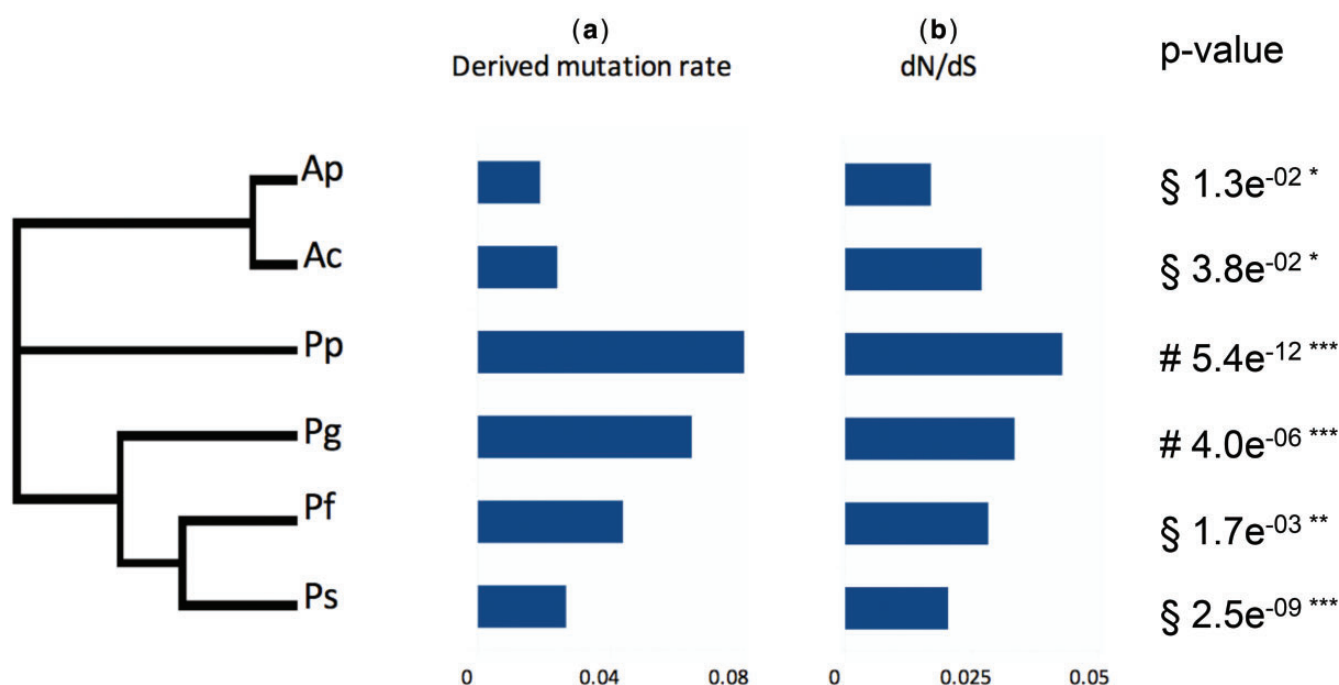 (a) (b) p-value
Derived mutation rate dN/dS
Ap § 1.3e-02 *
Ac § 3.8e-02 *
Pp # 5.4e-12 ***
Pg # 4.0e-06 ***
Pf § 1.7e-03 **
Ps § 2.5e-09 ***
0 0.04 0.08 0 0.025 0.05